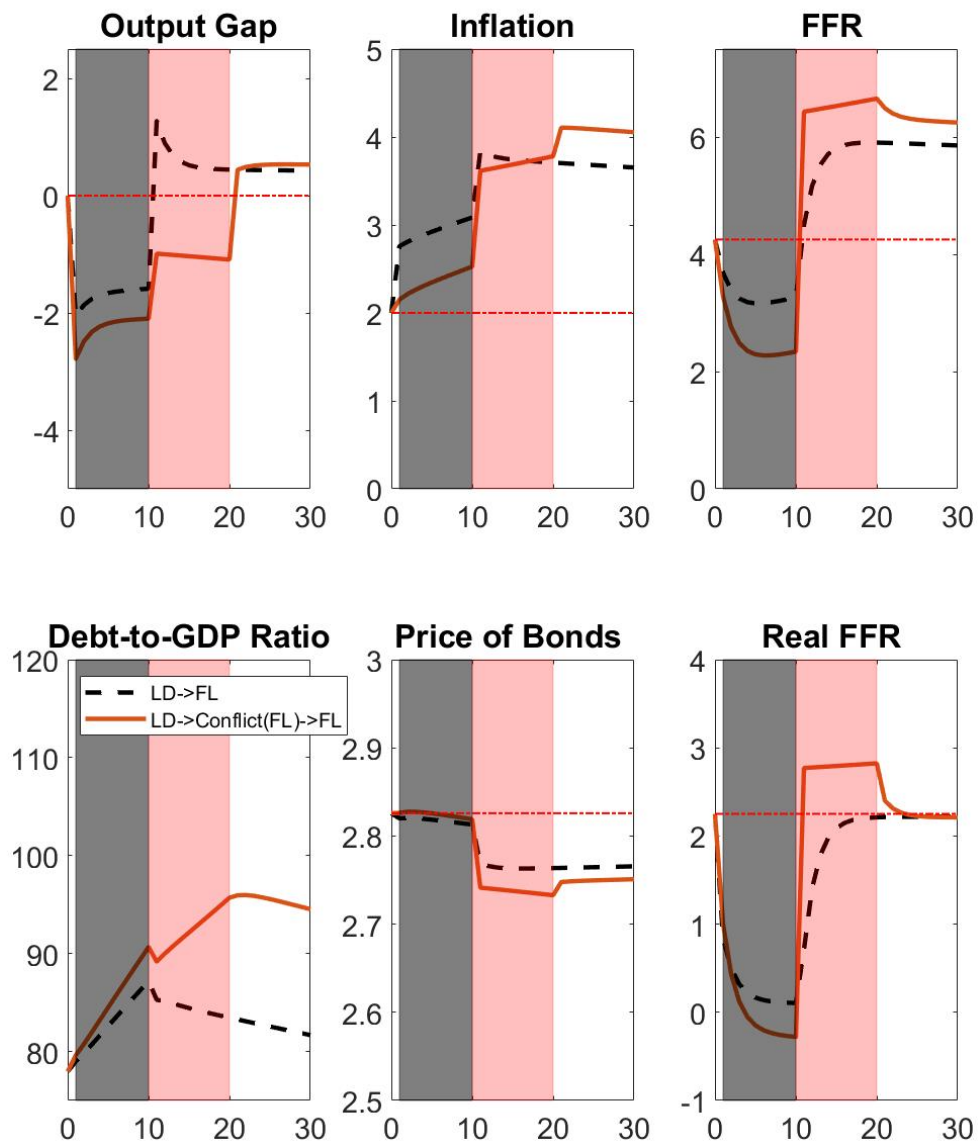 Output Gap
2
0
-2
-4
0 10 20 30
Inflation
5
4
3
2
1
0
0 10 20 30
FFR
6
4
2
0
0 10 20 30
Debt-to-GDP Ratio
120
110
100
90
80
LD->FL
LD->Conflict(FL)->FL
0 10 20 30
Price of Bonds
3
2.9
2.8
2.7
2.6
2.5
0 10 20 30
Real FFR
4
3
2
1
0
-1
0 10 20 30